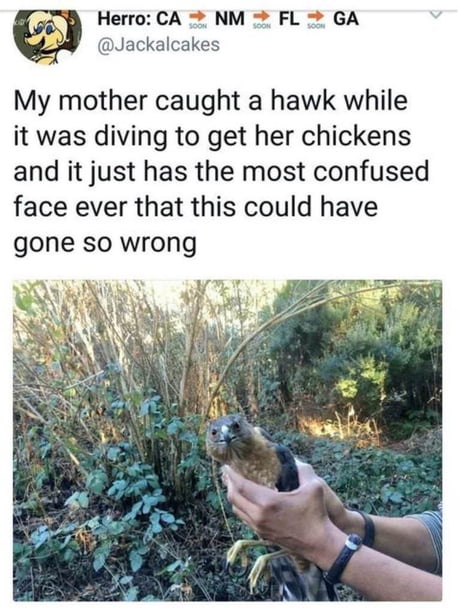 Herro: CA ➡ SOON NM ➡ SOON FL ➡ SOON GA
@Jackalcakes
My mother caught a hawk while
it was diving to get her chickens
and it just has the most confused
face ever that this could have
gone so wrong